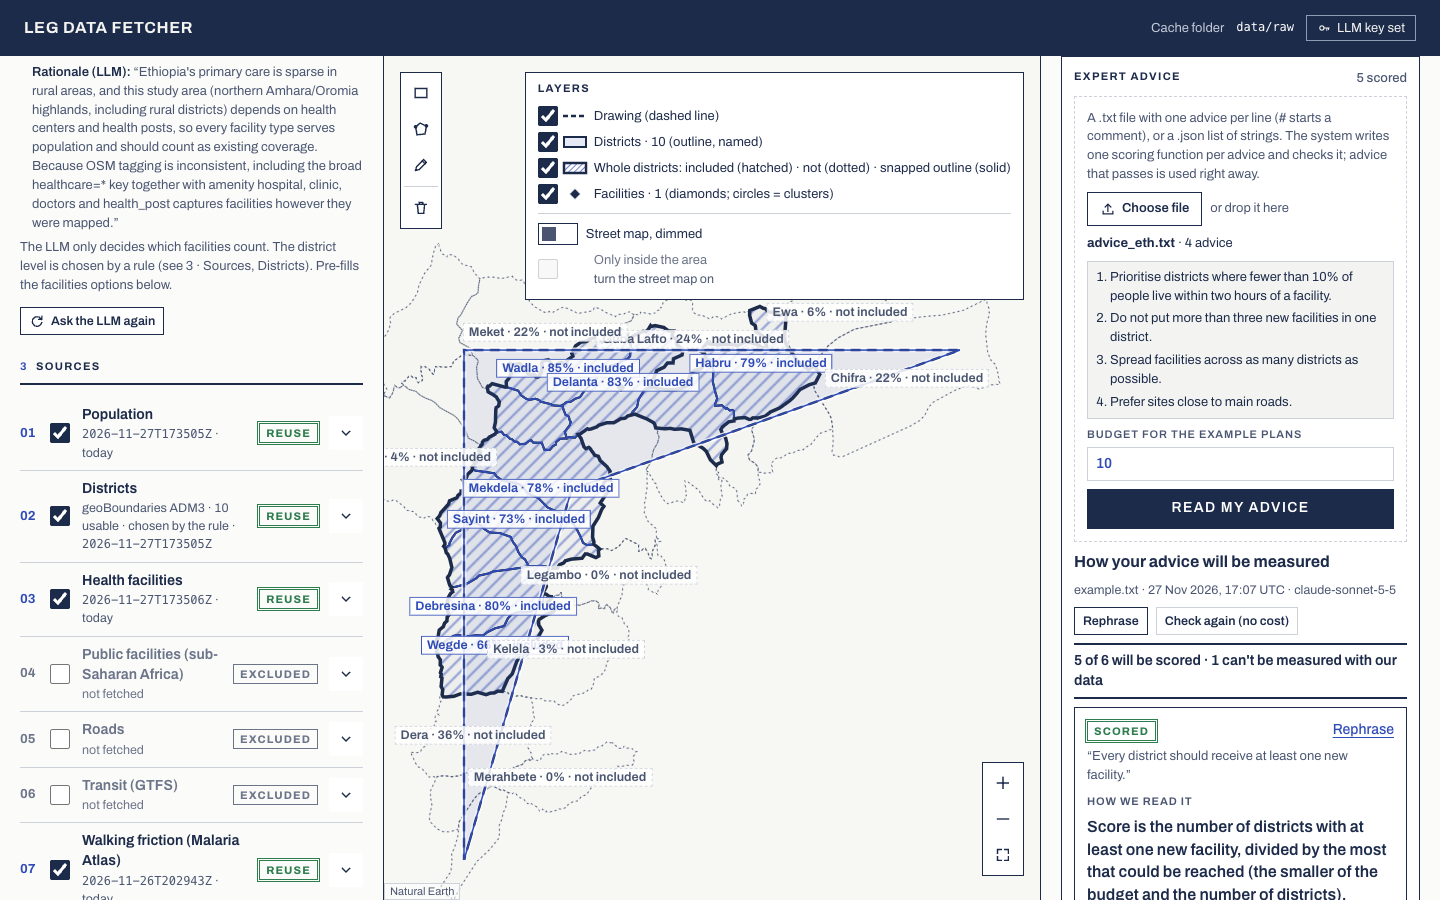 LEG DATA FETCHER
Cache folder data/raw
LLM key set
Rationale (LLM): “Ethiopia's primary care is sparse in
rural areas, and this study area (northern Amhara/Oromia
highlands, including rural districts) depends on health
centers and health posts, so every facility type serves
population and should count as existing coverage.
Because OSM tagging is inconsistent, including the broad
healthcare=* key together with amenity hospital, clinic,
doctors and health_post captures facilities however they
were mapped.”
The LLM only decides which facilities count. The district
level is chosen by a rule (see 3 · Sources, Districts). Pre-fills
the facilities options below.
Ask the LLM again
3 SOURCES
01
Population
2026-11-27T173505Z ·
today
REUSE
02
Districts
geoBoundaries ADM3 · 10
usable · chosen by the rule ·
2026-11-27T173505Z
REUSE
03
Health facilities
2026-11-27T173506Z ·
today
REUSE
04
Public facilities (sub-
Saharan Africa)
not fetched
EXCLUDED
05
Roads
not fetched
EXCLUDED
06
Transit (GTFS)
not fetched
EXCLUDED
07
Walking friction (Malaria
Atlas)
2026-11-26T202943Z ·
today
REUSE
LAYERS
Drawing (dashed line)
Districts · 10 (outline, named)
Whole districts: included (hatched) · not (dotted) · snapped outline (solid)
Facilities · 1 (diamonds; circles = clusters)
Street map, dimmed
Only inside the area
turn the street map on
Ewa · 6% · not included
Meket · 22% · not included
Lafto · 24% · not included
Wadla · 85% · included
Habru · 79% · included
Delanta · 83% · included
Chifra · 22% · not included
· 4% · not included
Mekdela · 78% · included
Sayint · 73% · included
Legambo · 0% · not included
Debresina · 80% · included
Wegde ·
Kelela · 3% · not included
Dera · 36% · not included
Merahbete · 0% · not included
Natural Earth
EXPERT ADVICE
5 scored
A .txt file with one advice per line (# starts a
comment), or a .json list of strings. The system writes
one scoring function per advice and checks it; advice
that passes is used right away.
Choose file
or drop it here
advice_eth.txt · 4 advice
1. Prioritise districts where fewer than 10% of
people live within two hours of a facility.
2. Do not put more than three new facilities in one
district.
3. Spread facilities across as many districts as
possible.
4. Prefer sites close to main roads.
BUDGET FOR THE EXAMPLE PLANS
10
READ MY ADVICE
How your advice will be measured
example.txt · 27 Nov 2026, 17:07 UTC · claude-sonnet-5-5
Rephrase
Check again (no cost)
5 of 6 will be scored · 1 can't be measured with our
data
SCORED
Rephrase
“Every district should receive at least one new
facility.”
HOW WE READ IT
Score is the number of districts with at
least one new facility, divided by the most
that could be reached (the smaller of the
budget and the number of districts).